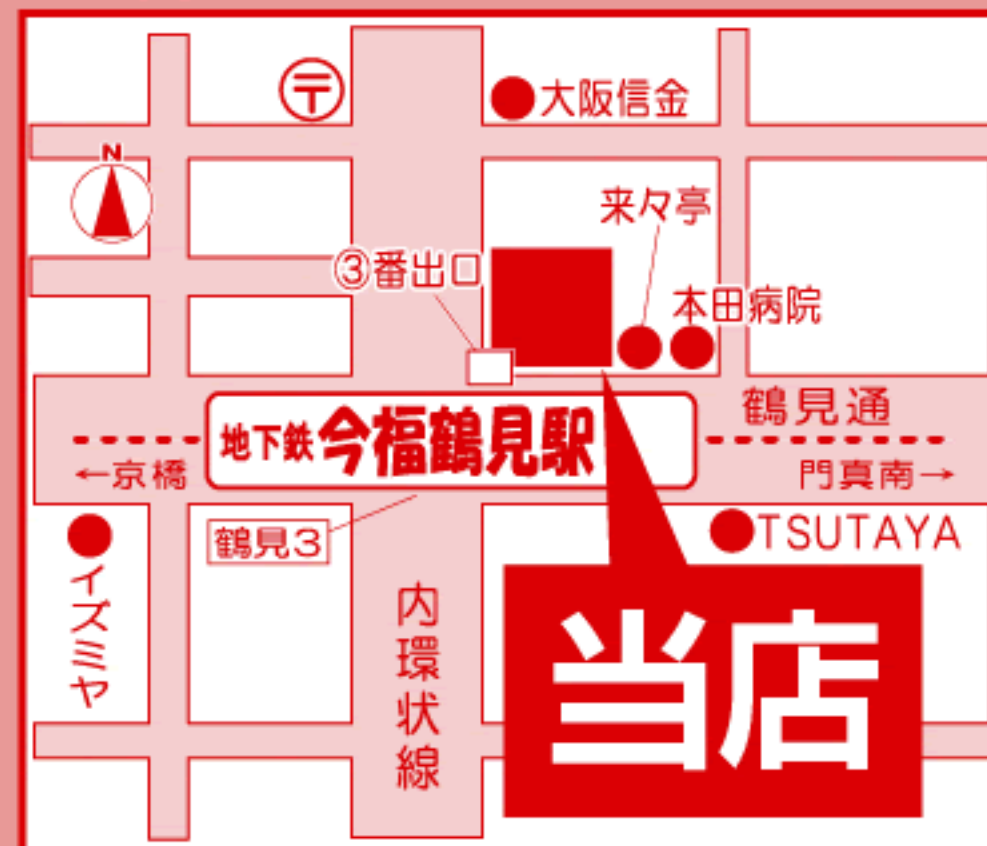 〒
大阪信金
N
来々亭
③番出口
本田病院
鶴見通
地下鉄 今福鶴見駅
←京橋
門真南→
TSUTAYA
鶴見3
イズミヤ
内環状線
当店